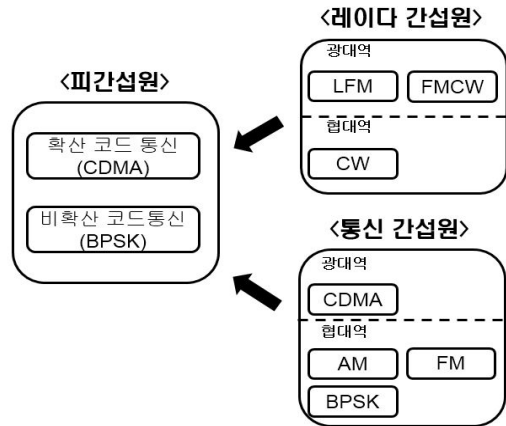 <레이다 간섭원>
광대역
LFM
FMCW
협대역
CW
<피간섭원>
확산 코드 통신
(CDMA)
비확산 코드통신
(BPSK)
<통신 간섭원>
광대역
CDMA
협대역
AM
FM
BPSK